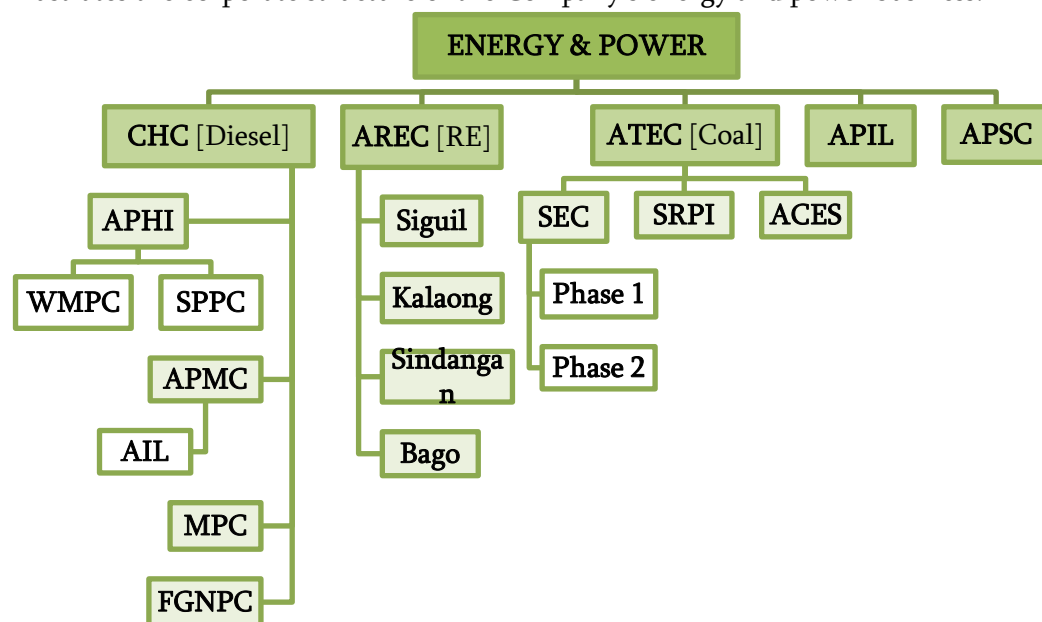 ENERGY & POWER
CHC [Diesel]
AREC [RE]
ATEC [Coal]
APIL
APSC
APHI
WMPC
SPPC
APMC
AIL
MPC
FGNPC
Siguil
Kalaong
Sindanga
n
Bago
SEC
SRPI
ACES
Phase 1
Phase 2